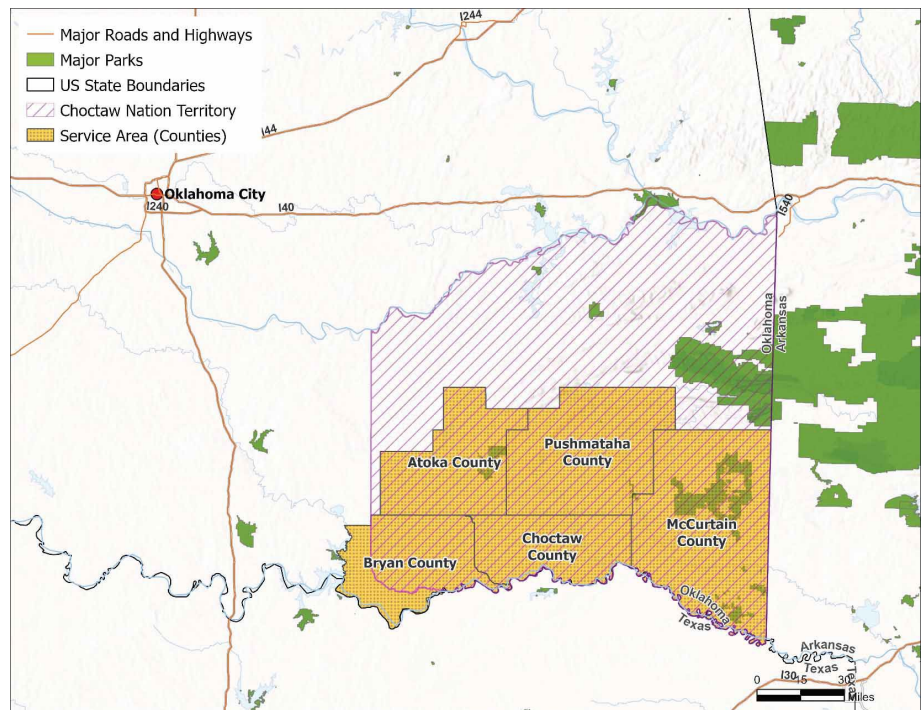 Major Roads and Highways
Major Parks
US State Boundaries
Choctaw Nation Territory
Service Area (Counties)
I244
I44
Oklahoma City
I240
I40
I540
Oklahoma
Arkansas
Pushmataha
County
Atoka County
McCurtain
County
Choctaw
County
Bryan County
Oklahoma
Texas
Arkansas
Texas
Texas
I30
0 15 30
Miles